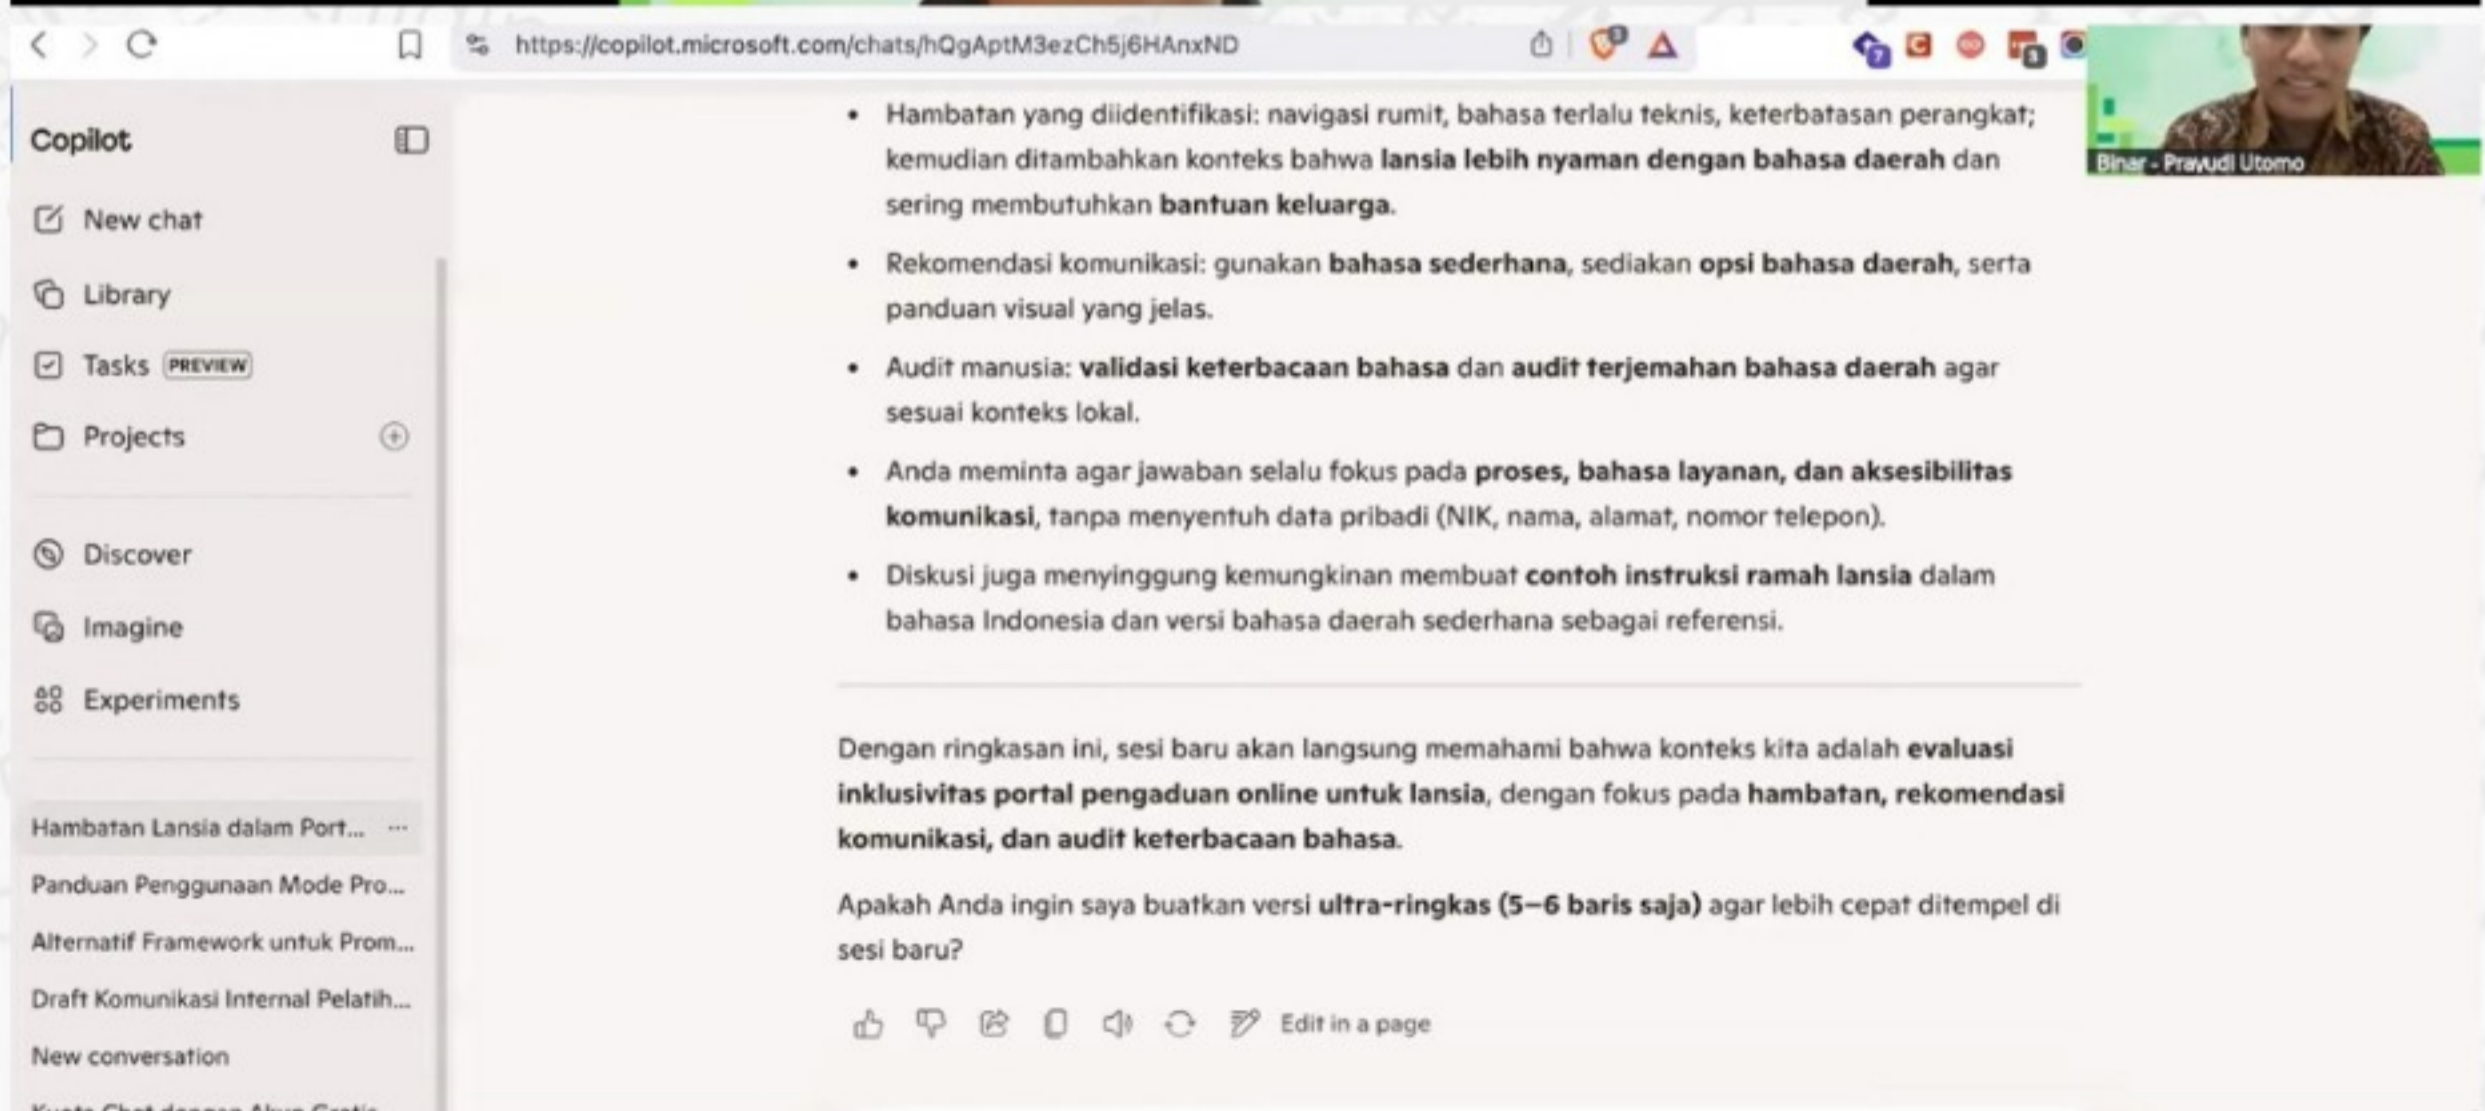 https://copilot.microsoft.com/chats/hQgAptM3ezCh5j6HAnxND
3
7
3
Binar - Prayudi Utomo
Copilot
New chat
Library
Tasks PREVIEW
Projects
Discover
Imagine
Experiments
Hambatan Lansia dalam Port...
Panduan Penggunaan Mode Pro...
Alternatif Framework untuk Prom...
Draft Komunikasi Internal Pelatih...
New conversation
• Hambatan yang diidentifikasi: navigasi rumit, bahasa terlalu teknis, keterbatasan perangkat;
kemudian ditambahkan konteks bahwa lansia lebih nyaman dengan bahasa daerah dan
sering membutuhkan bantuan keluarga.
• Rekomendasi komunikasi: gunakan bahasa sederhana, sediakan opsi bahasa daerah, serta
panduan visual yang jelas.
• Audit manusia: validasi keterbacaan bahasa dan audit terjemahan bahasa daerah agar
sesuai konteks lokal.
• Anda meminta agar jawaban selalu fokus pada proses, bahasa layanan, dan aksesibilitas
komunikasi, tanpa menyentuh data pribadi (NIK, nama, alamat, nomor telepon).
• Diskusi juga menyinggung kemungkinan membuat contoh instruksi ramah lansia dalam
bahasa Indonesia dan versi bahasa daerah sederhana sebagai referensi.
Dengan ringkasan ini, sesi baru akan langsung memahami bahwa konteks kita adalah evaluasi
inklusivitas portal pengaduan online untuk lansia, dengan fokus pada hambatan, rekomendasi
komunikasi, dan audit keterbacaan bahasa.
Apakah Anda ingin saya buatkan versi ultra-ringkas (5–6 baris saja) agar lebih cepat ditempel di
sesi baru?
Edit in a page